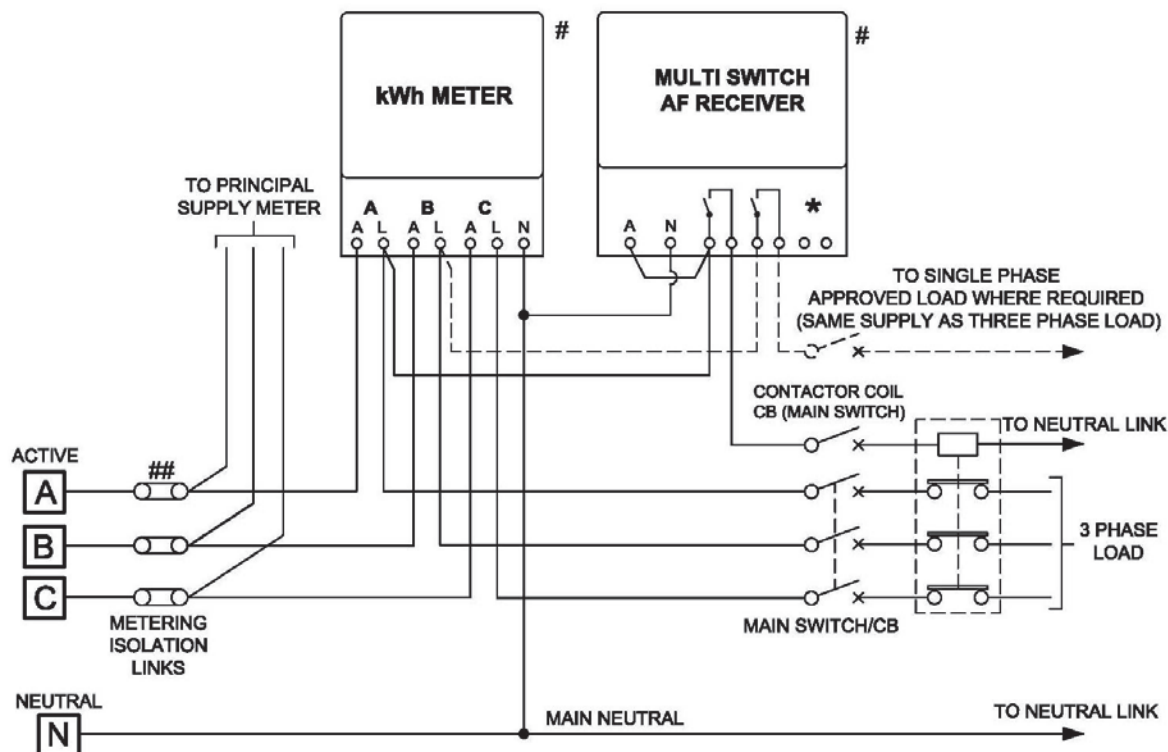 #
#
kWh METER
MULTI SWITCH
AF RECEIVER
TO PRINCIPAL
SUPPLY METER
A B C
A L A L A L N
A N
*
TO SINGLE PHASE
APPROVED LOAD WHERE REQUIRED
(SAME SUPPLY AS THREE PHASE LOAD)
CONTACTOR COIL
CB (MAIN SWITCH)
TO NEUTRAL LINK
ACTIVE
##
A
B
C
3 PHASE
LOAD
METERING
ISOLATION
LINKS
MAIN SWITCH/CB
NEUTRAL
N
MAIN NEUTRAL
TO NEUTRAL LINK